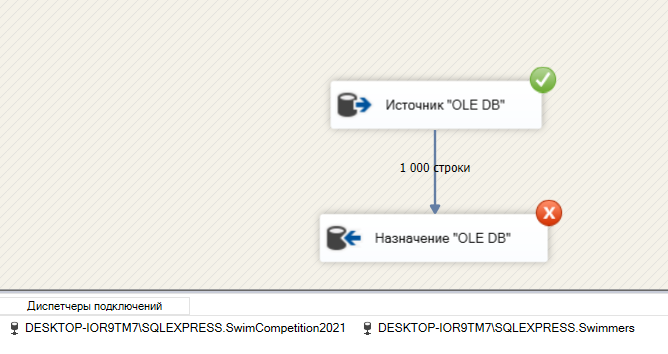 Источник "OLE DB"
1 000 строки
Назначение "OLE DB"
Диспетчеры подключений
DESKTOP-IOR9TM7\SQLEXPRESS.SwimCompetition2021
DESKTOP-IOR9TM7\SQLEXPRESS.Swimmers